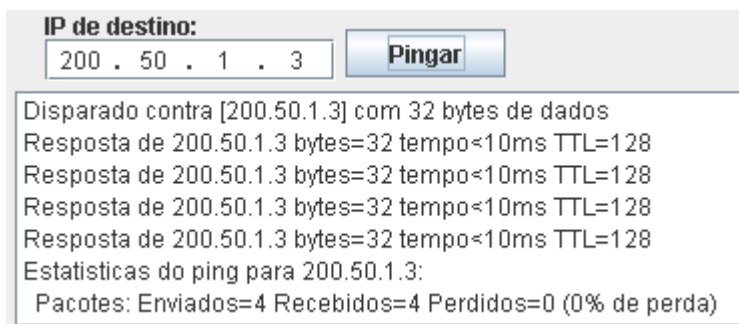 IP de destino:
200 . 50 . 1 . 3 Pingar
Disparado contra [200.50.1.3] com 32 bytes de dados
Resposta de 200.50.1.3 bytes=32 tempo<10ms TTL=128
Resposta de 200.50.1.3 bytes=32 tempo<10ms TTL=128
Resposta de 200.50.1.3 bytes=32 tempo<10ms TTL=128
Resposta de 200.50.1.3 bytes=32 tempo<10ms TTL=128
Estatisticas do ping para 200.50.1.3:
Pacotes: Enviados=4 Recebidos=4 Perdidos=0 (0% de perda)